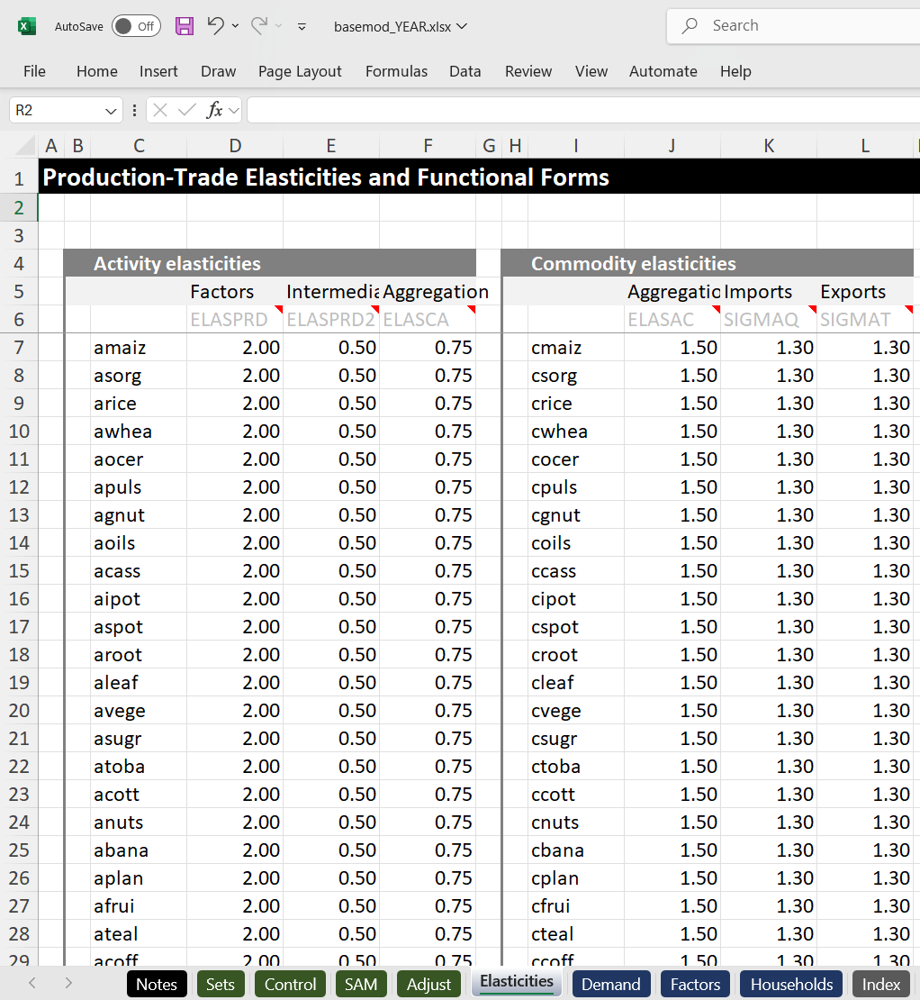 AutoSave Off basemod_YEAR.xlsx Search
File Home Insert Draw Page Layout Formulas Data Review View Automate Help
R2 fx
A B C D E F G H I J K L
1 Production-Trade Elasticities and Functional Forms
2
3
4 Activity elasticities Commodity elasticities
5 Factors Intermedia Aggregation Aggregatio Imports Exports
6 ELASPRD ELASPRD2 ELASCA ELASAC SIGMAQ SIGMAT
7 amaiz 2.00 0.50 0.75 cmaiz 1.50 1.30 1.30
8 asorg 2.00 0.50 0.75 csorg 1.50 1.30 1.30
9 arice 2.00 0.50 0.75 crice 1.50 1.30 1.30
10 awhea 2.00 0.50 0.75 cwhea 1.50 1.30 1.30
11 aocer 2.00 0.50 0.75 cocer 1.50 1.30 1.30
12 apuls 2.00 0.50 0.75 cpuls 1.50 1.30 1.30
13 agnut 2.00 0.50 0.75 cgnut 1.50 1.30 1.30
14 aoils 2.00 0.50 0.75 coils 1.50 1.30 1.30
15 acass 2.00 0.50 0.75 ccass 1.50 1.30 1.30
16 aipot 2.00 0.50 0.75 cipot 1.50 1.30 1.30
17 aspot 2.00 0.50 0.75 cspot 1.50 1.30 1.30
18 aroot 2.00 0.50 0.75 croot 1.50 1.30 1.30
19 aleaf 2.00 0.50 0.75 cleaf 1.50 1.30 1.30
20 avege 2.00 0.50 0.75 cvege 1.50 1.30 1.30
21 asugr 2.00 0.50 0.75 csugr 1.50 1.30 1.30
22 atoba 2.00 0.50 0.75 ctoba 1.50 1.30 1.30
23 acott 2.00 0.50 0.75 ccott 1.50 1.30 1.30
24 anuts 2.00 0.50 0.75 cnuts 1.50 1.30 1.30
25 abana 2.00 0.50 0.75 cbana 1.50 1.30 1.30
26 aplan 2.00 0.50 0.75 cplan 1.50 1.30 1.30
27 afrui 2.00 0.50 0.75 cfrui 1.50 1.30 1.30
28 ateal 2.00 0.50 0.75 cteal 1.50 1.30 1.30
29 acoff 2.00 0.50 0.75 ccoff 1.50 1.30 1.30
Notes Sets Control SAM Adjust Elasticities Demand Factors Households Index